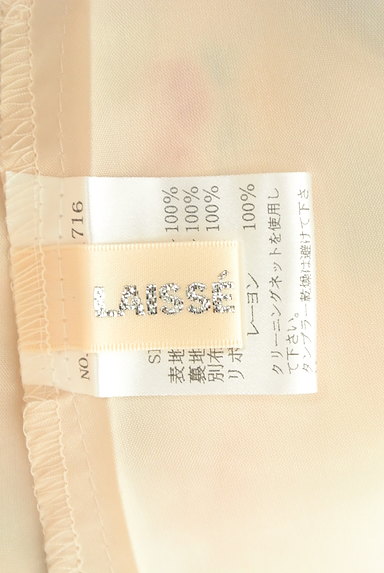 LAISSÉ
NO.
716
SI
表地 100%
裏地 100%
別布 100%
リボ
レーヨン 100%
クリーニングネットを使用し
て下さい。
タンブラー乾燥は避けて下さ